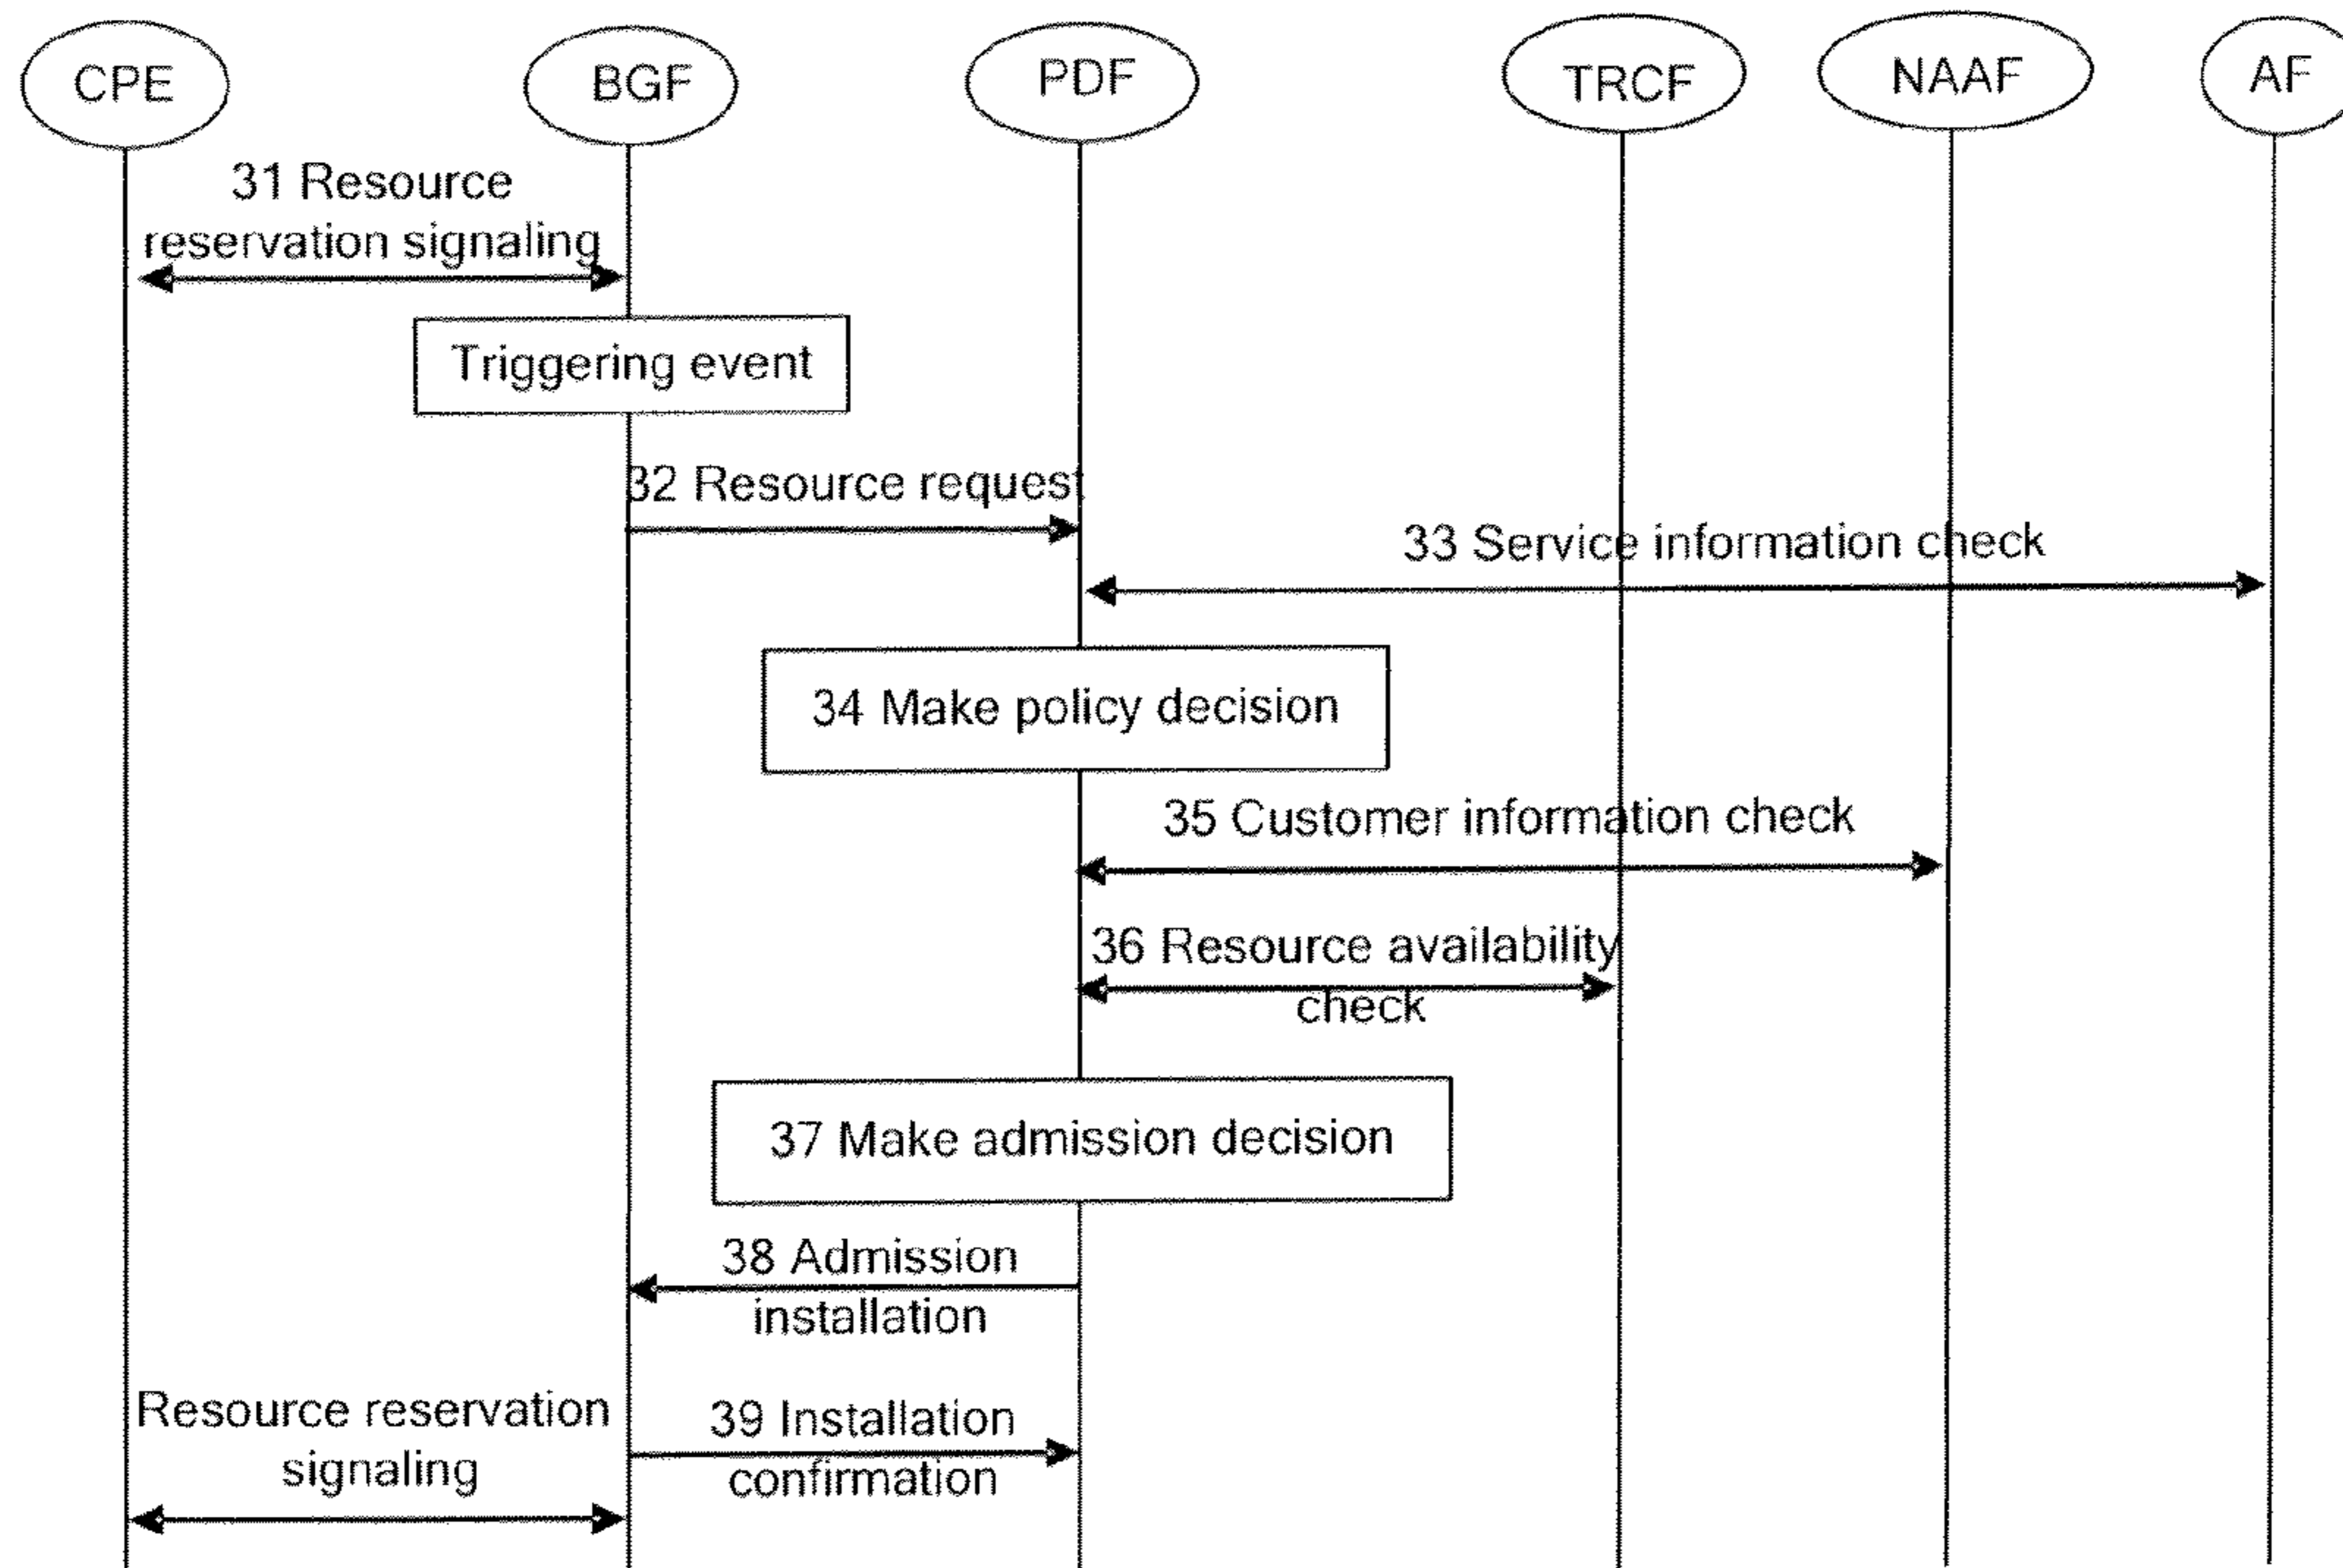 CPE
BGF
PDF
TRCF
NAAF
AF
31 Resource
reservation signaling
Triggering event
32 Resource request
33 Service information check
34 Make policy decision
35 Customer information check
36 Resource availability
check
37 Make admission decision
38 Admission
installation
Resource reservation
signaling
39 Installation
confirmation